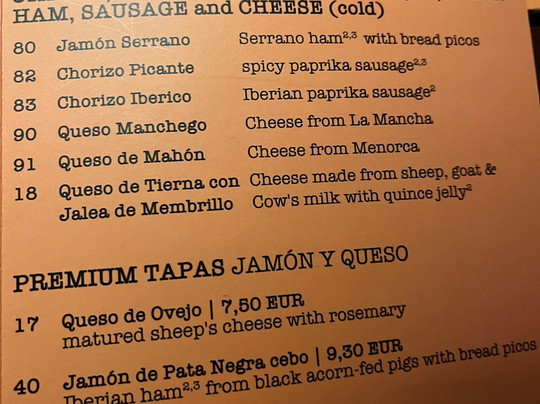 HAM, SAUSAGE and CHEESE (cold)
80 Jamón Serrano Serrano ham²,³ with bread picos
82 Chorizo Picante spicy paprika sausage²,³
83 Chorizo Iberico Iberian paprika sausage²
90 Queso Manchego Cheese from La Mancha
91 Queso de Mahón Cheese from Menorca
18 Queso de Tierna con Cheese made from sheep, goat &
Jalea de Membrillo Cow's milk with quince jelly²
PREMIUM TAPAS JAMÓN Y QUESO
17 Queso de Ovejo | 7,50 EUR
matured sheep's cheese with rosemary
40 Jamón de Pata Negra cebo | 9,30 EUR
Iberian ham²,³ from black acorn-fed pigs with bread picos